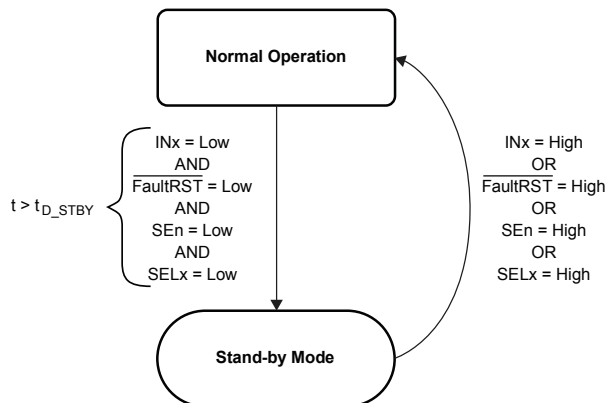 Normal Operation
t > tD_STBY
INx = Low
AND
FaultRST = Low
AND
SEn = Low
AND
SELx = Low
INx = High
OR
FaultRST = High
OR
SEn = High
OR
SELx = High
Stand-by Mode